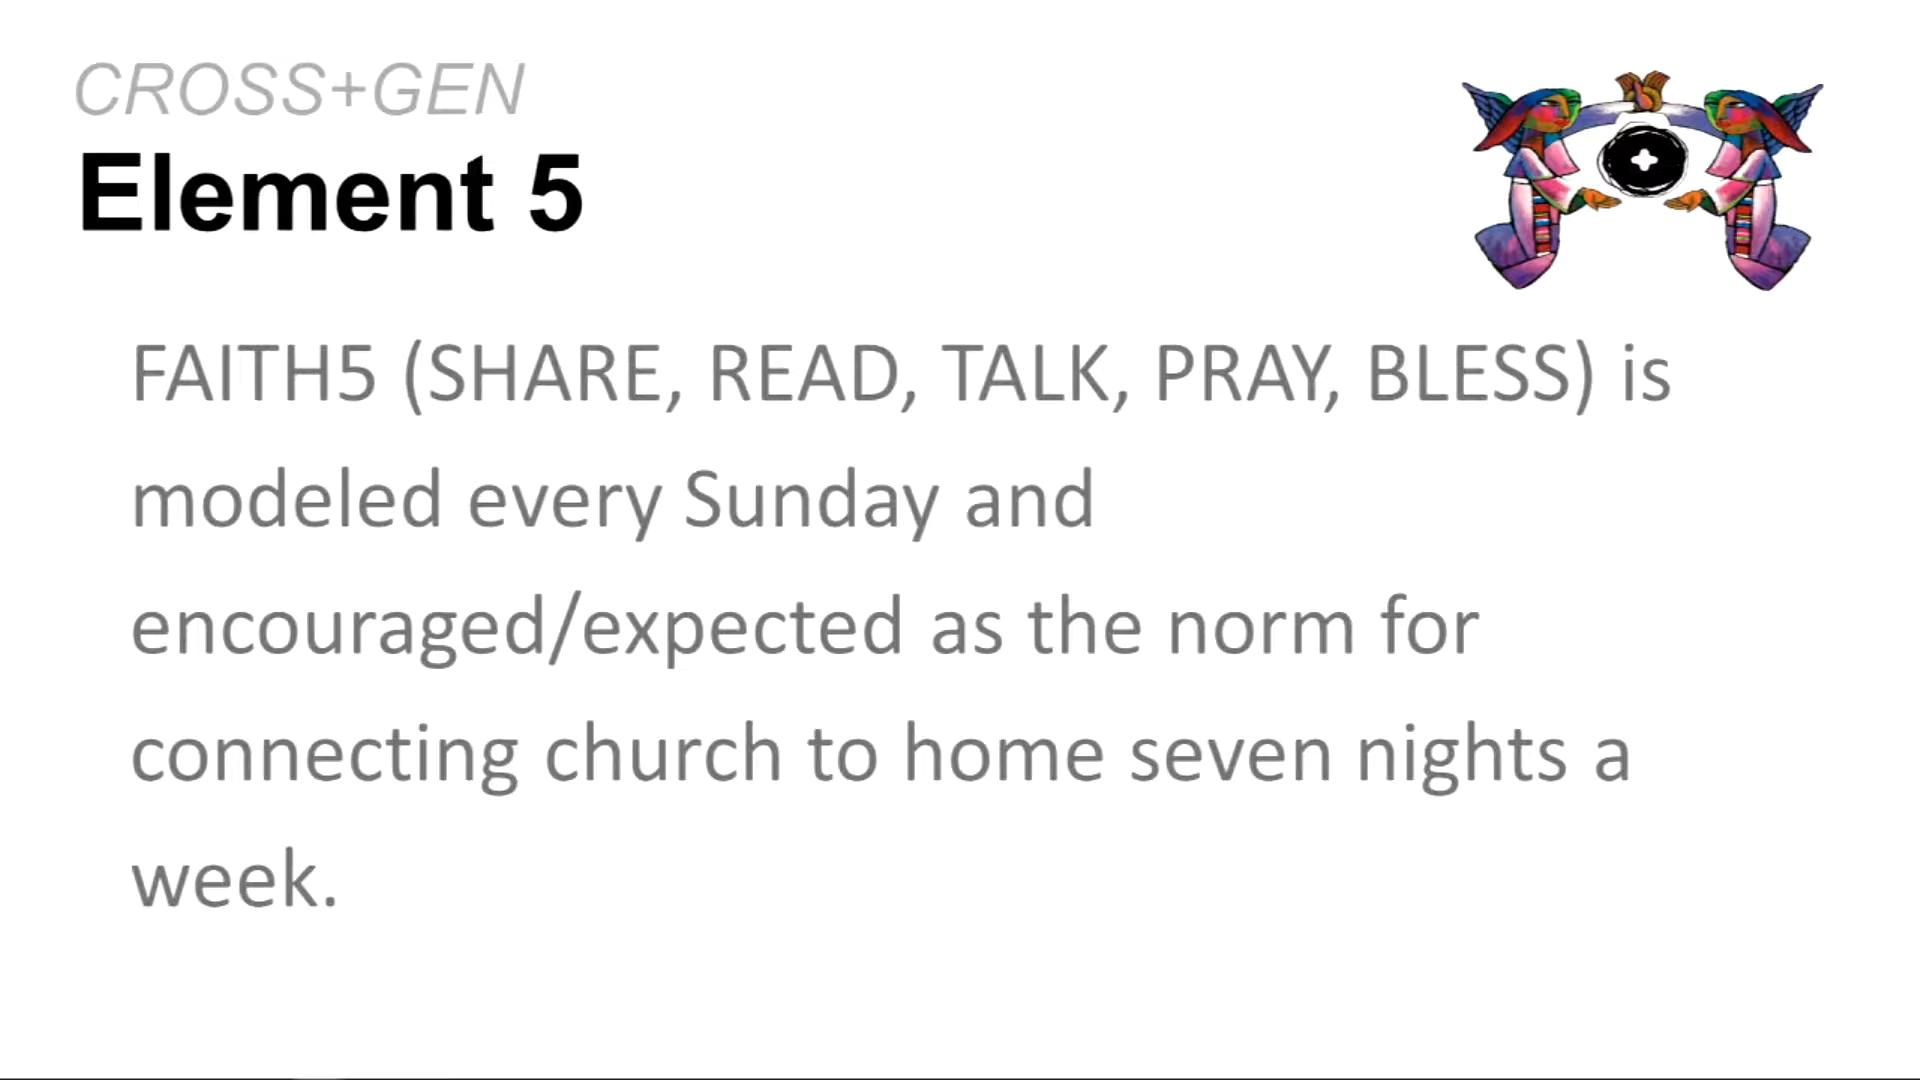 CROSS+GEN
Element 5
FAITH5 (SHARE, READ, TALK, PRAY, BLESS) is
modeled every Sunday and
encouraged/expected as the norm for
connecting church to home seven nights a
week.